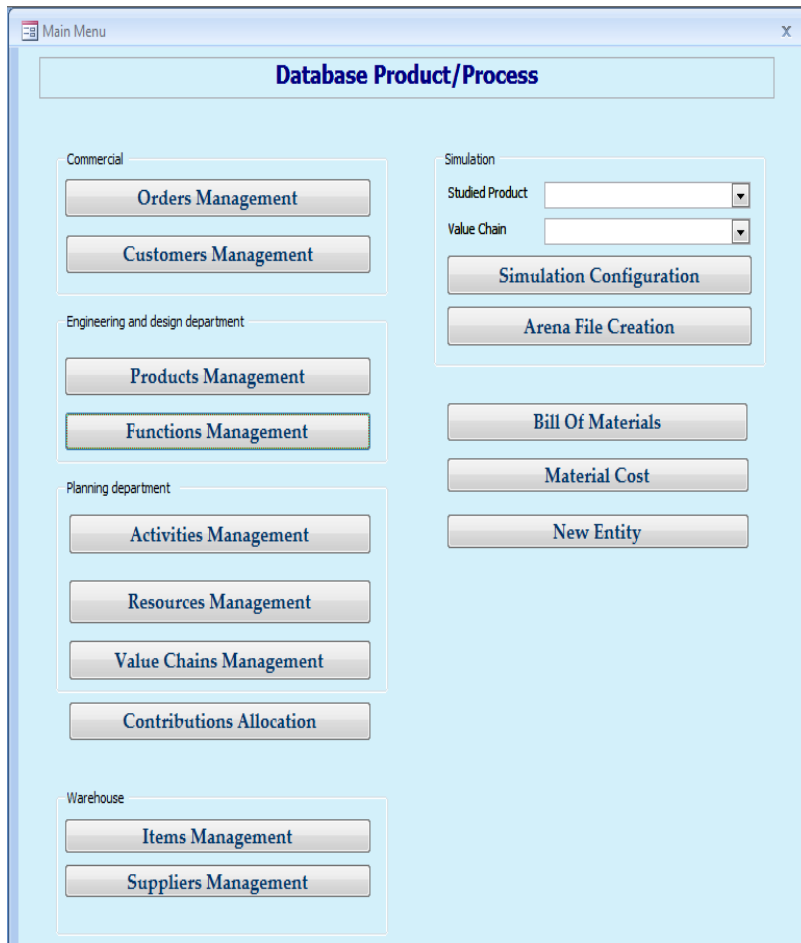 Main Menu
x
Database Product/Process
Commercial
Orders Management
Customers Management
Engineering and design department
Products Management
Functions Management
Planning department
Activities Management
Resources Management
Value Chains Management
Contributions Allocation
Warehouse
Items Management
Suppliers Management
Simulation
Studied Product
Value Chain
Simulation Configuration
Arena File Creation
Bill Of Materials
Material Cost
New Entity